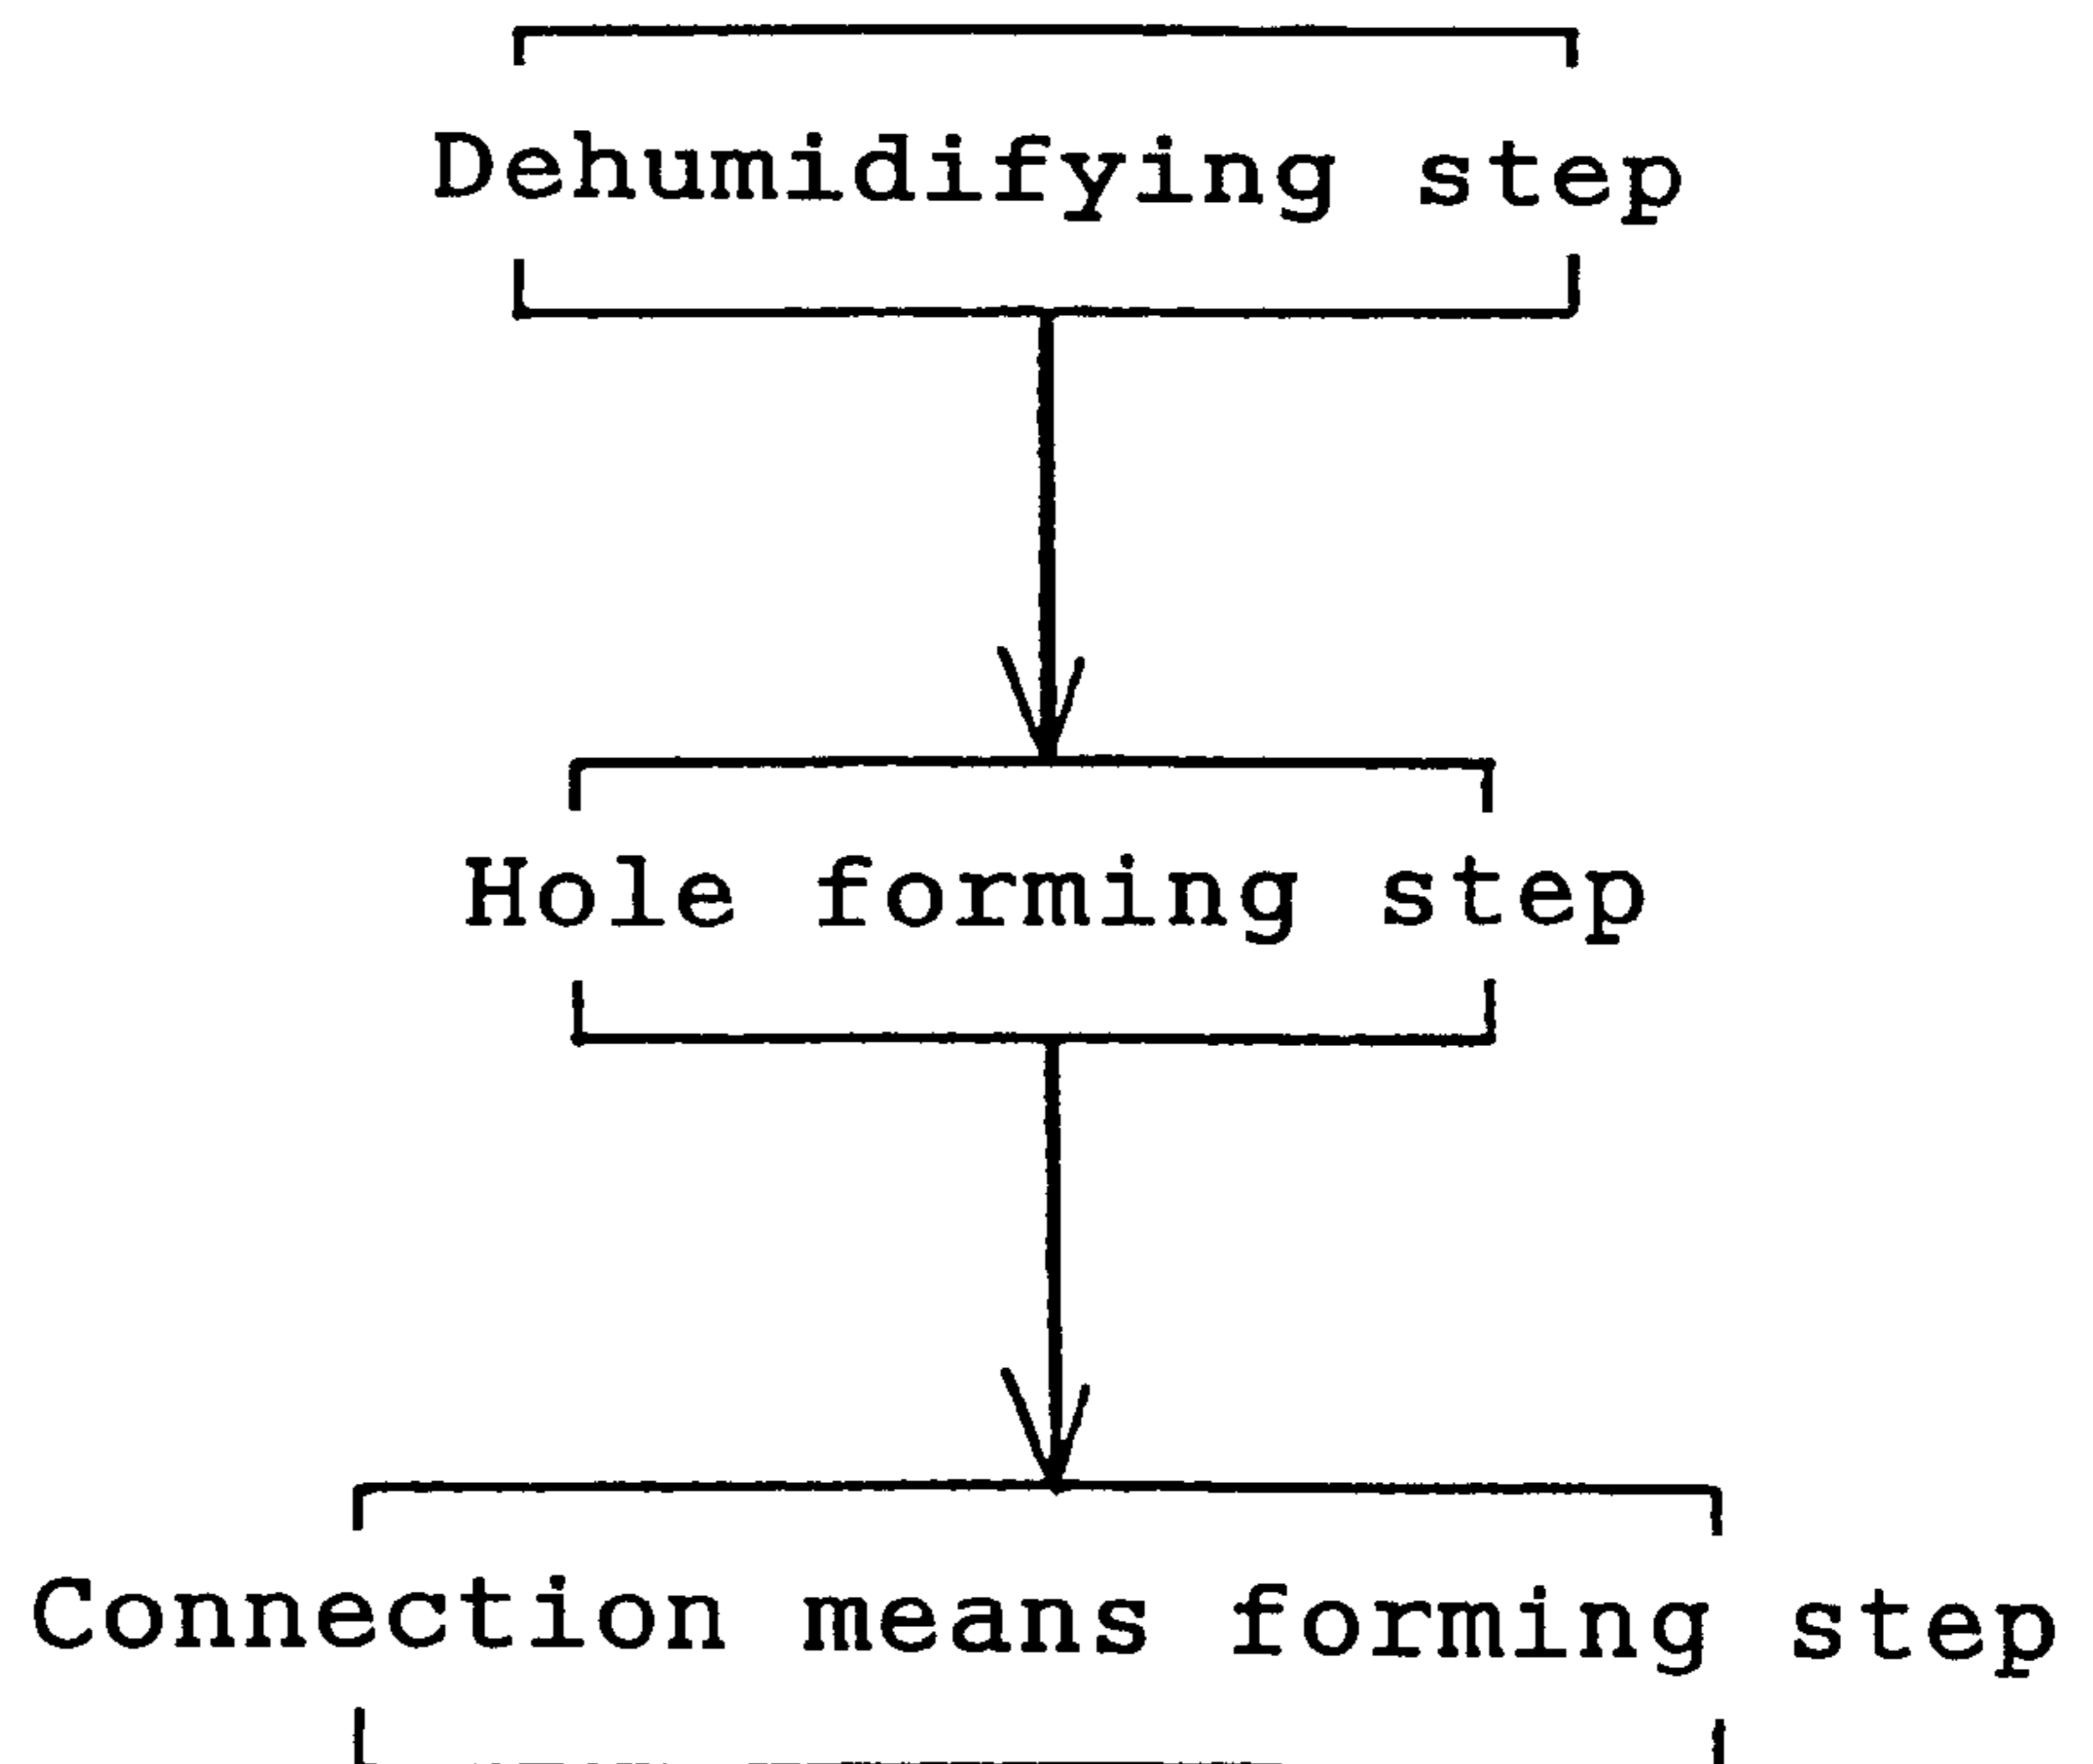 Dehumidifying step
Hole forming step
Connection means forming step